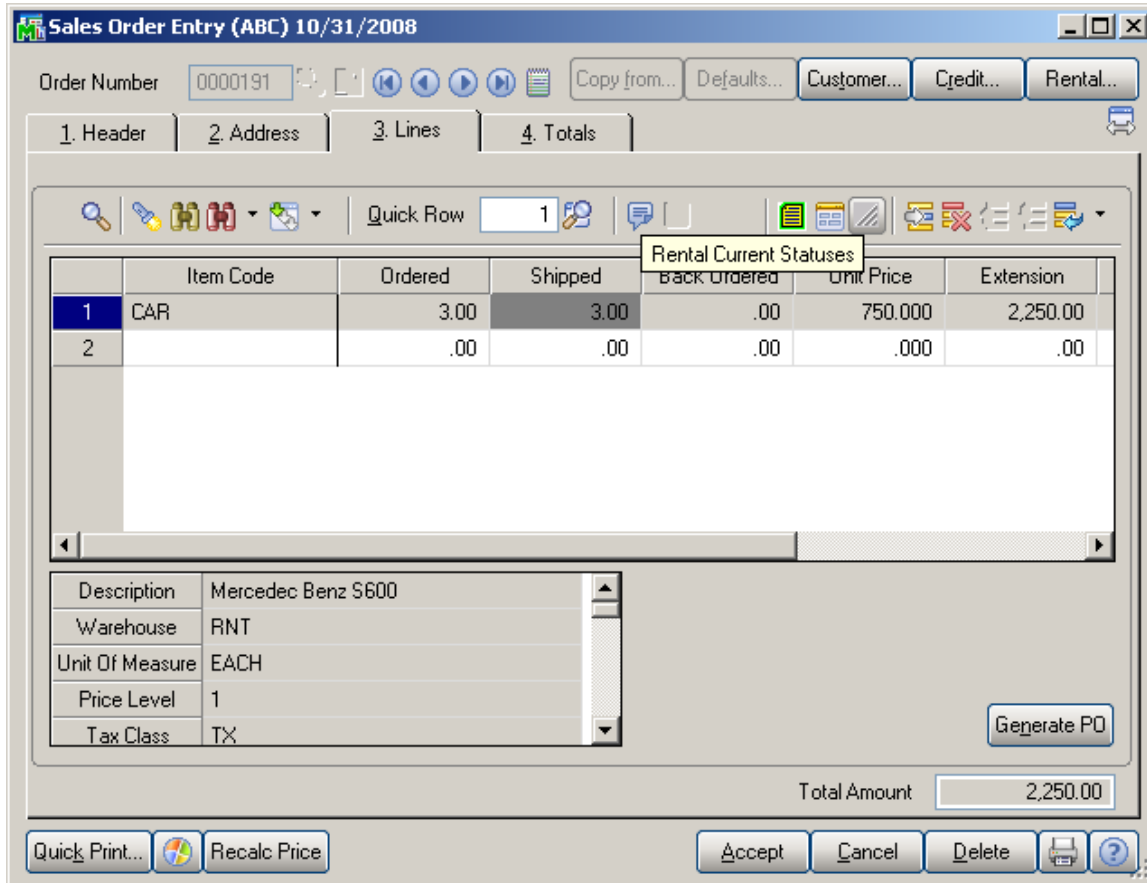 Sales Order Entry (ABC) 10/31/2008
Order Number 0000191 Copy from... Defaults... Customer... Credit... Rental...
1. Header 2. Address 3. Lines 4. Totals
Quick Row 1
Rental Current Statuses
Item Code Ordered Shipped Back Ordered Unit Price Extension
1 CAR 3.00 3.00 .00 750.000 2,250.00
2 .00 .00 .00 .000 .00
Description Mercedec Benz S600
Warehouse RNT
Unit Of Measure EACH
Price Level 1
Tax Class TX
Generate PO
Total Amount 2,250.00
Quick Print... Recalc Price Accept Cancel Delete